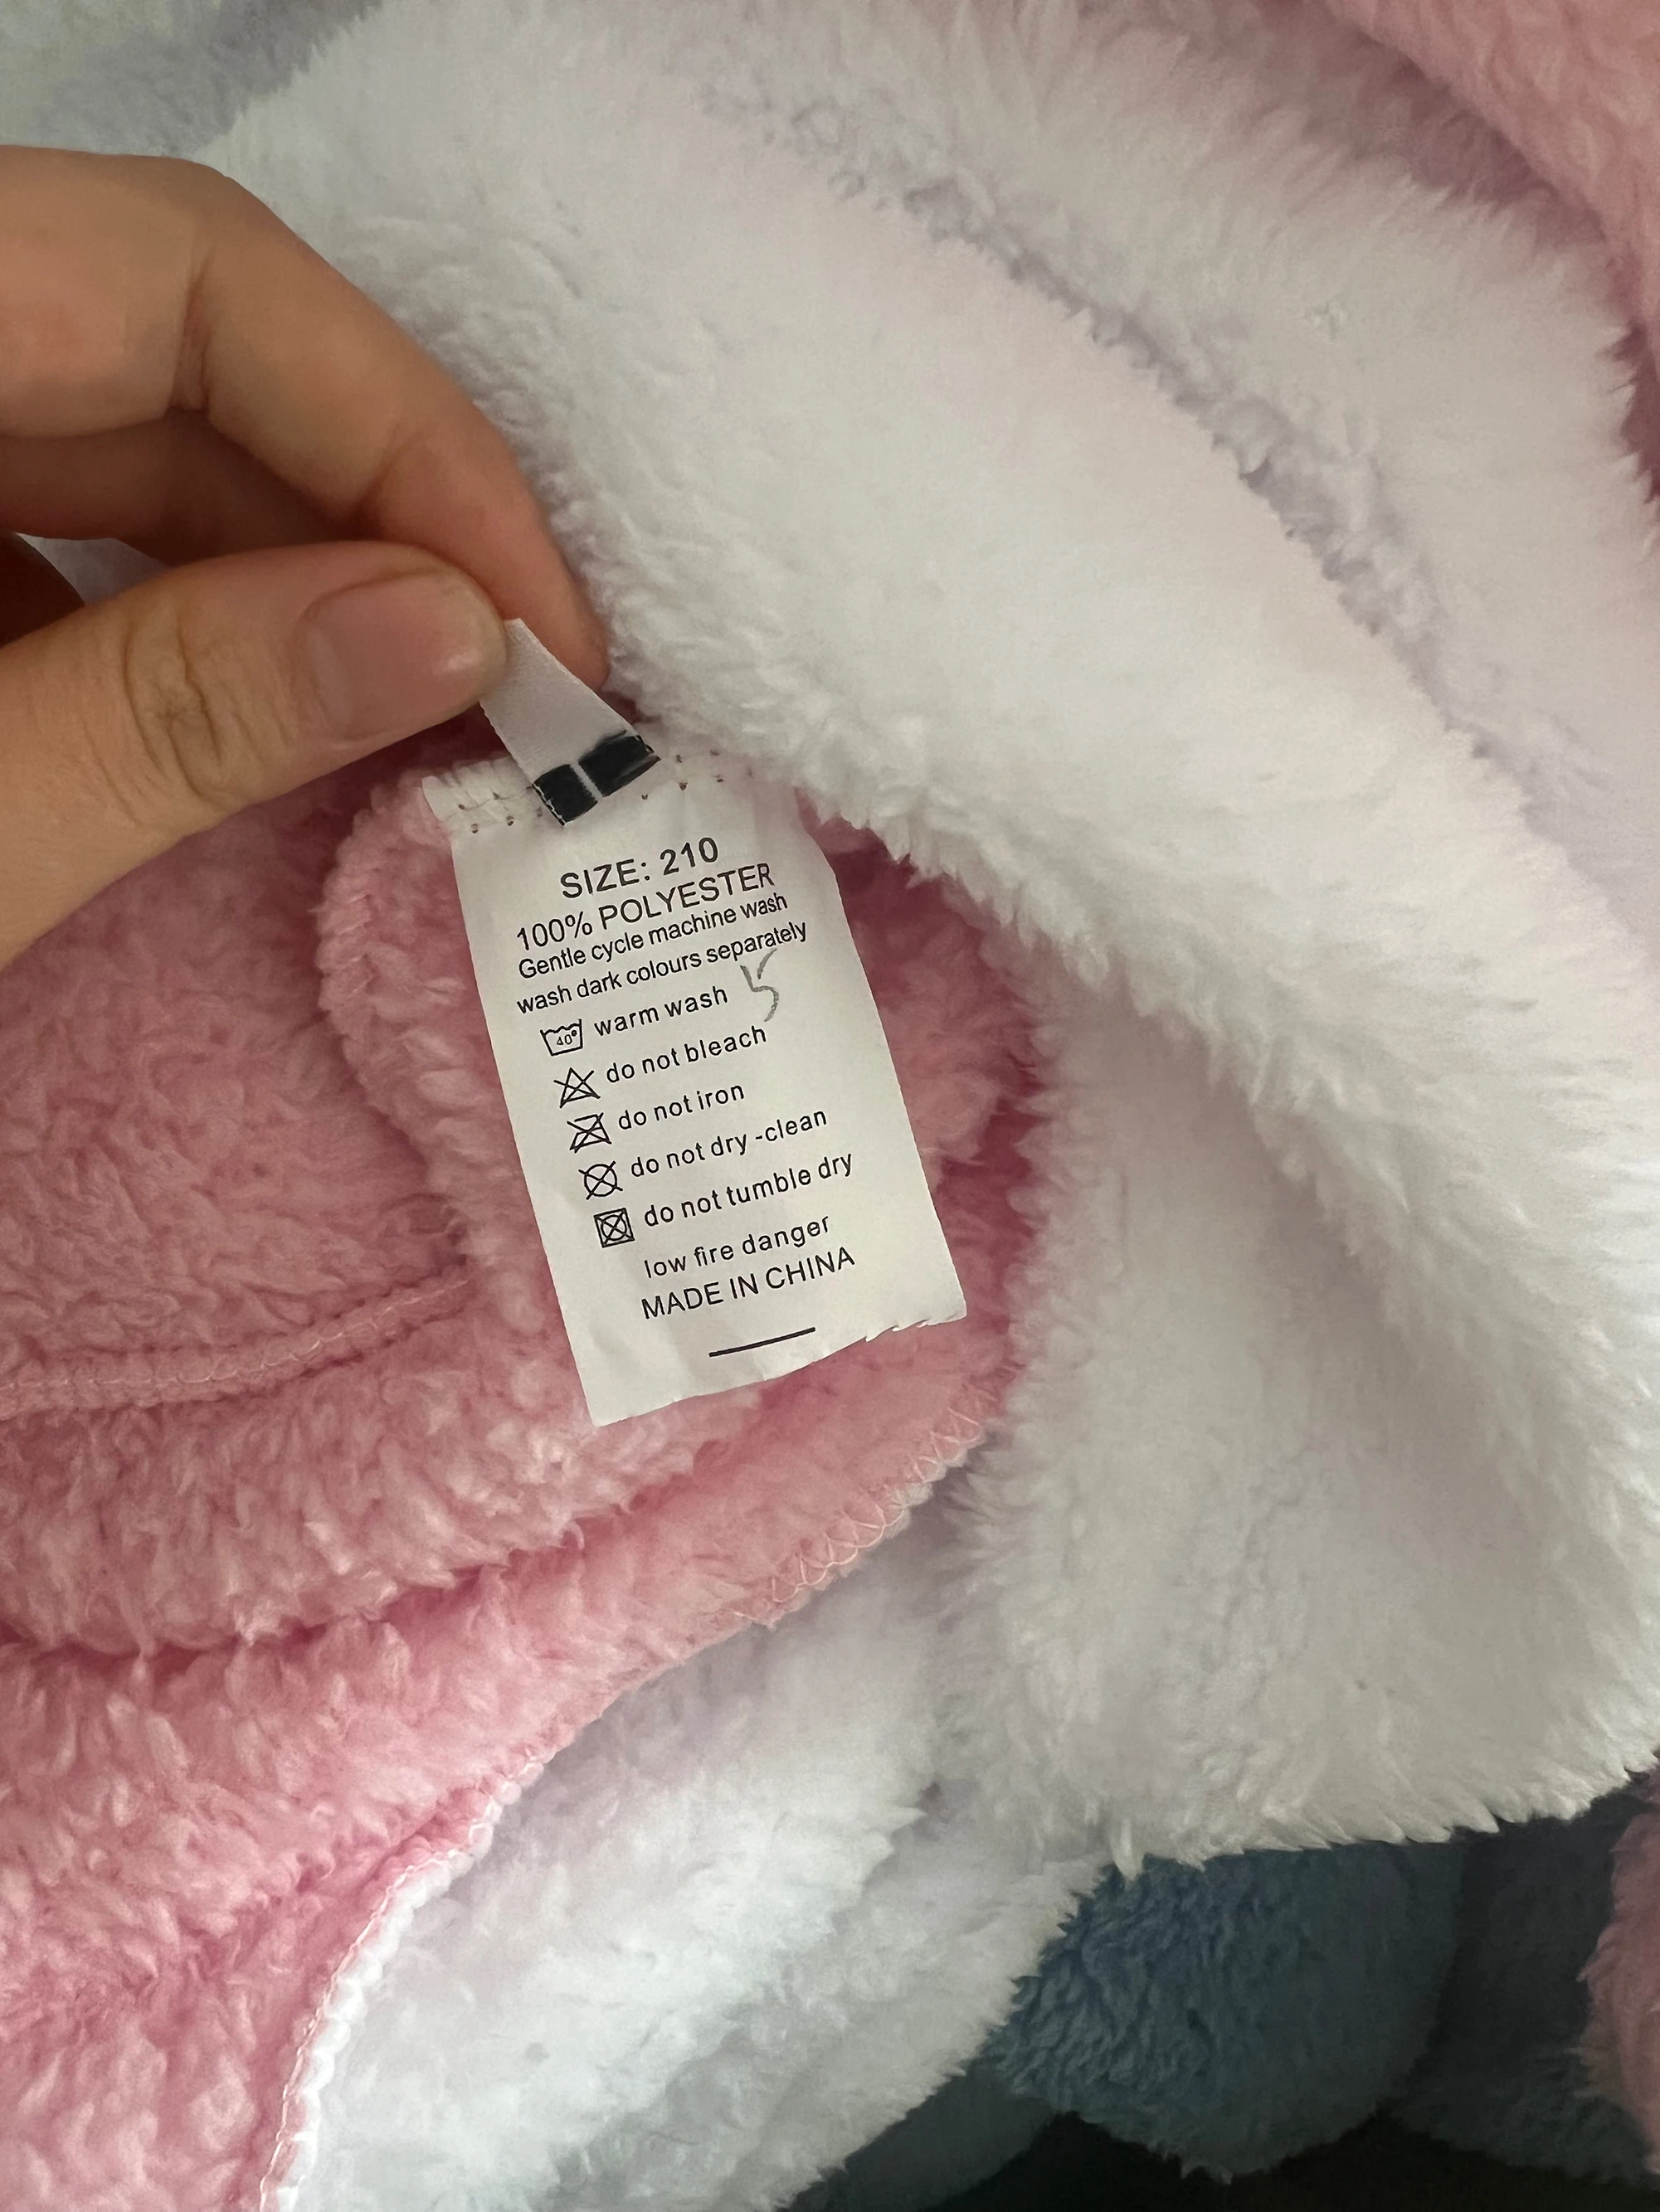 SIZE: 210
100% POLYESTER
Gentle cycle machine wash
wash dark colours separately
40° warm wash 5
do not bleach
do not iron
do not dry -clean
do not tumble dry
low fire danger
MADE IN CHINA